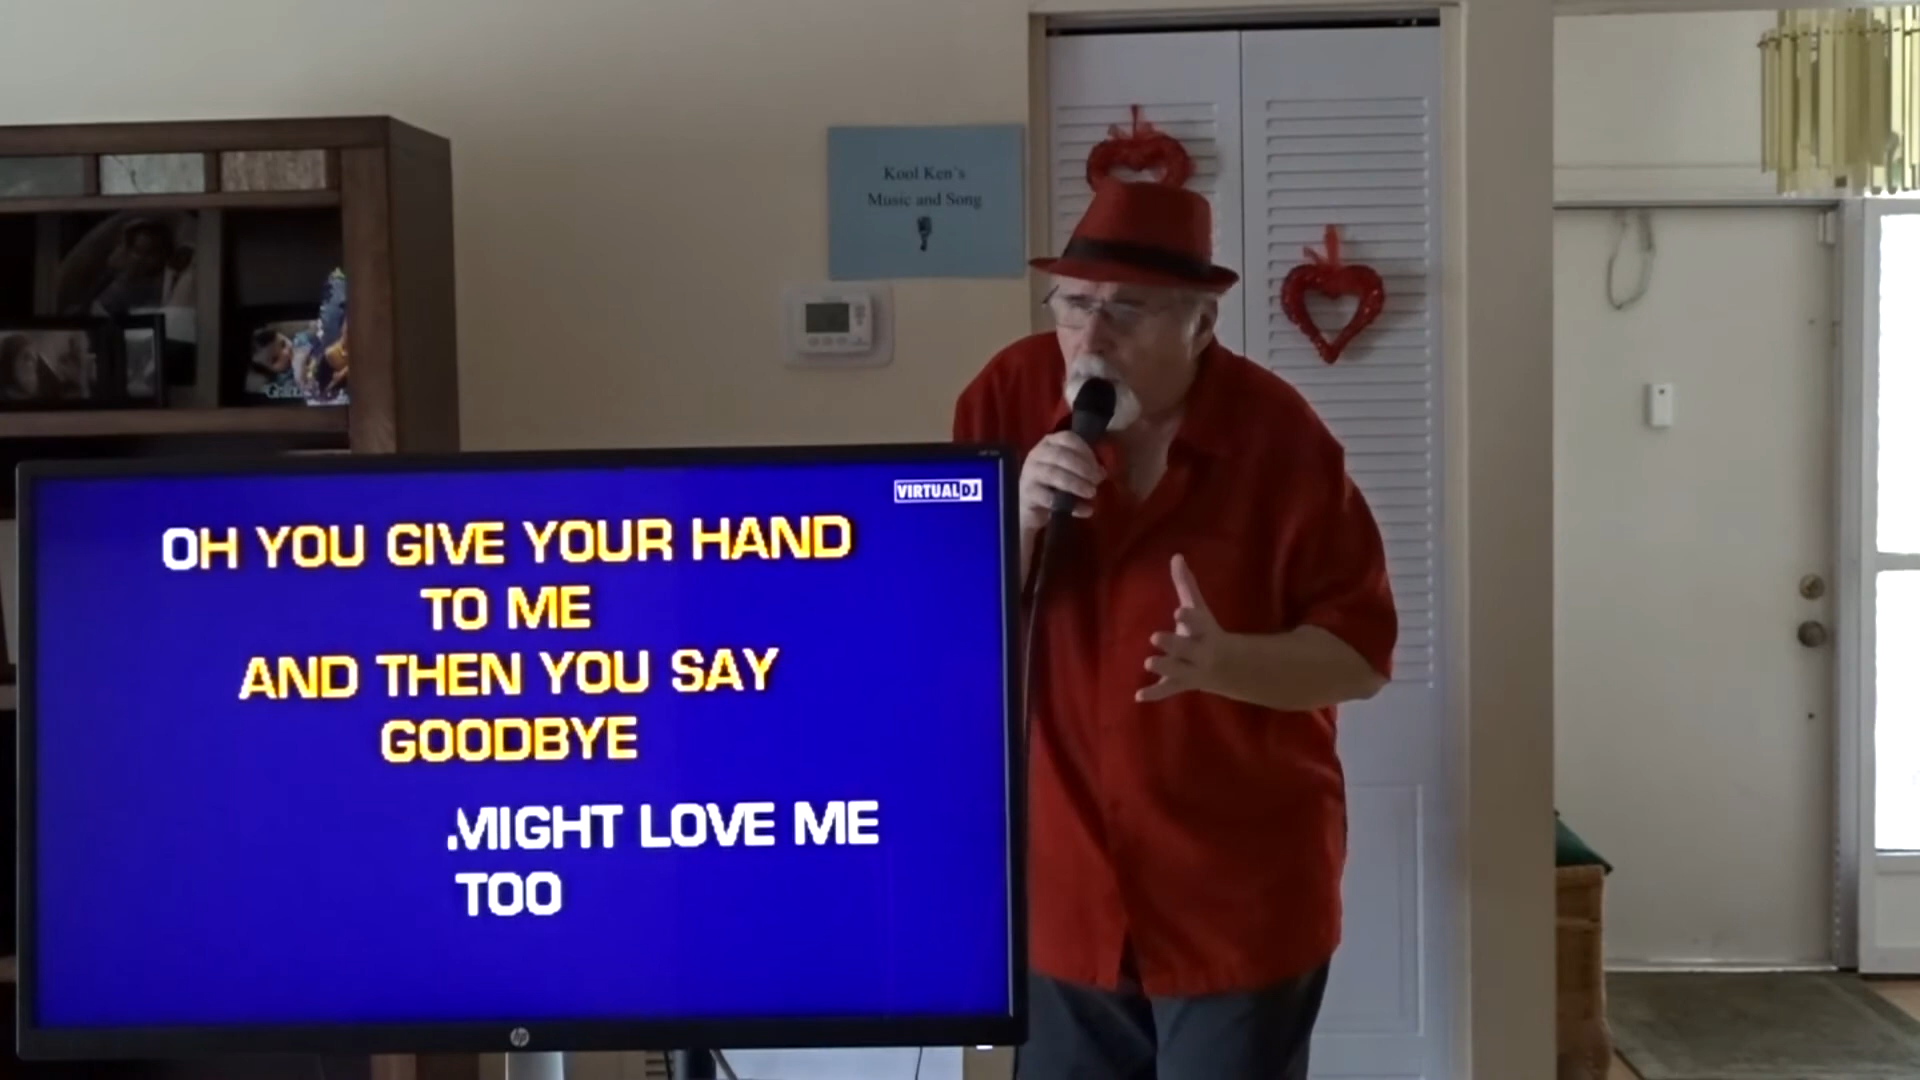 Kool Ken's
Music and Song
VIRTUALDJ
OH YOU GIVE YOUR HAND
TO ME
AND THEN YOU SAY
GOODBYE
MIGHT LOVE ME
TOO
hp